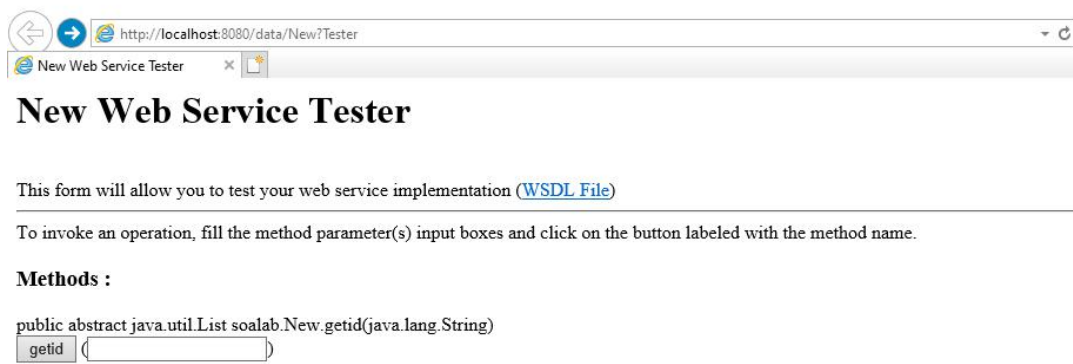 http://localhost:8080/data/New?Tester
New Web Service Tester
New Web Service Tester
This form will allow you to test your web service implementation (WSDL File)
To invoke an operation, fill the method parameter(s) input boxes and click on the button labeled with the method name.
Methods :
public abstract java.util.List soalab.New.getid(java.lang.String)
getid ( )